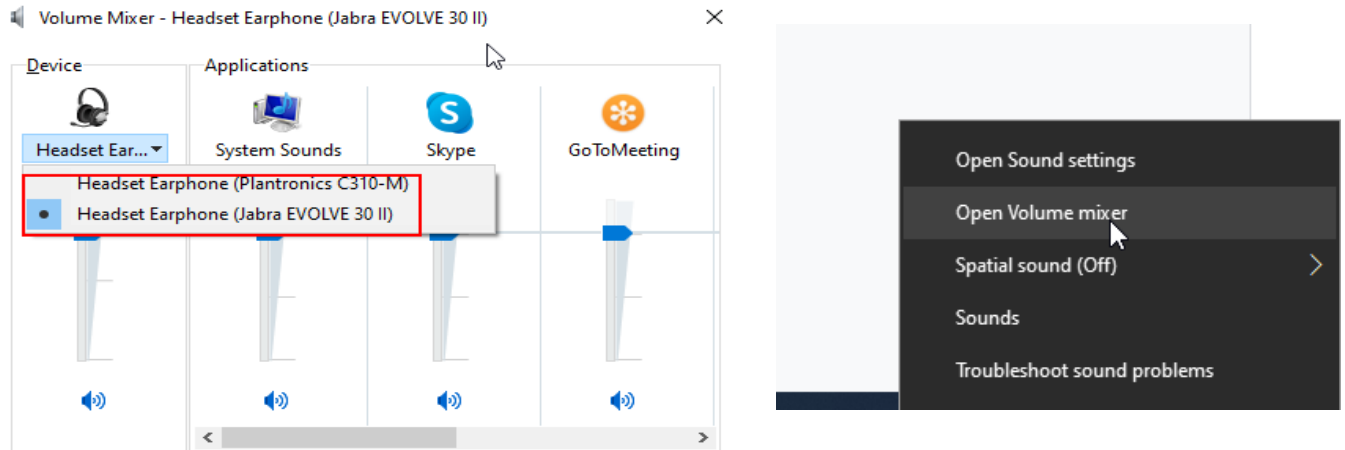 Volume Mixer - Headset Earphone (Jabra EVOLVE 30 II)
Device
Applications
Headset Ear...
System Sounds
Skype
GoToMeeting
Headset Earphone (Plantronics C310-M)
Headset Earphone (Jabra EVOLVE 30 II)
Open Sound settings
Open Volume mixer
Spatial sound (Off)
Sounds
Troubleshoot sound problems